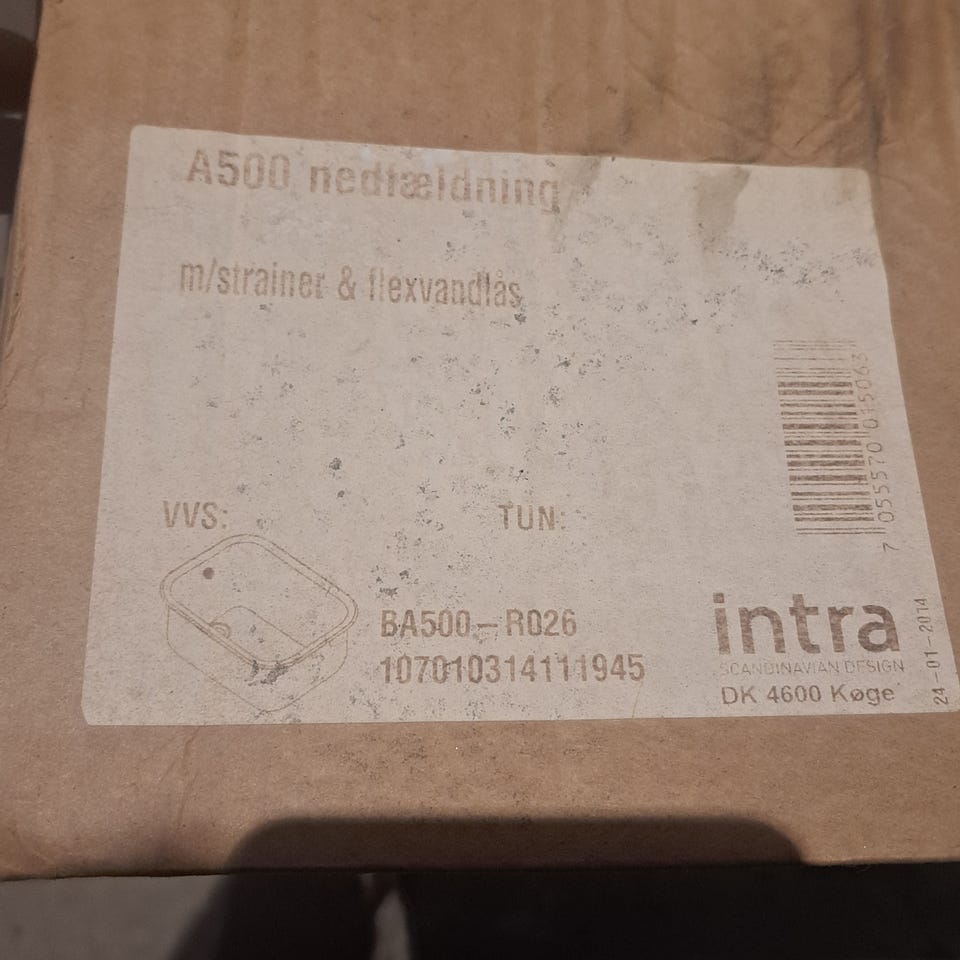 A500 nedfældning
m/strainer & flexvandlås
7 055570 015063
VVS:
TUN:
BA500-R026
107010314111945
intra
SCANDINAVIAN DESIGN
DK 4600 Køge
24-01-2014